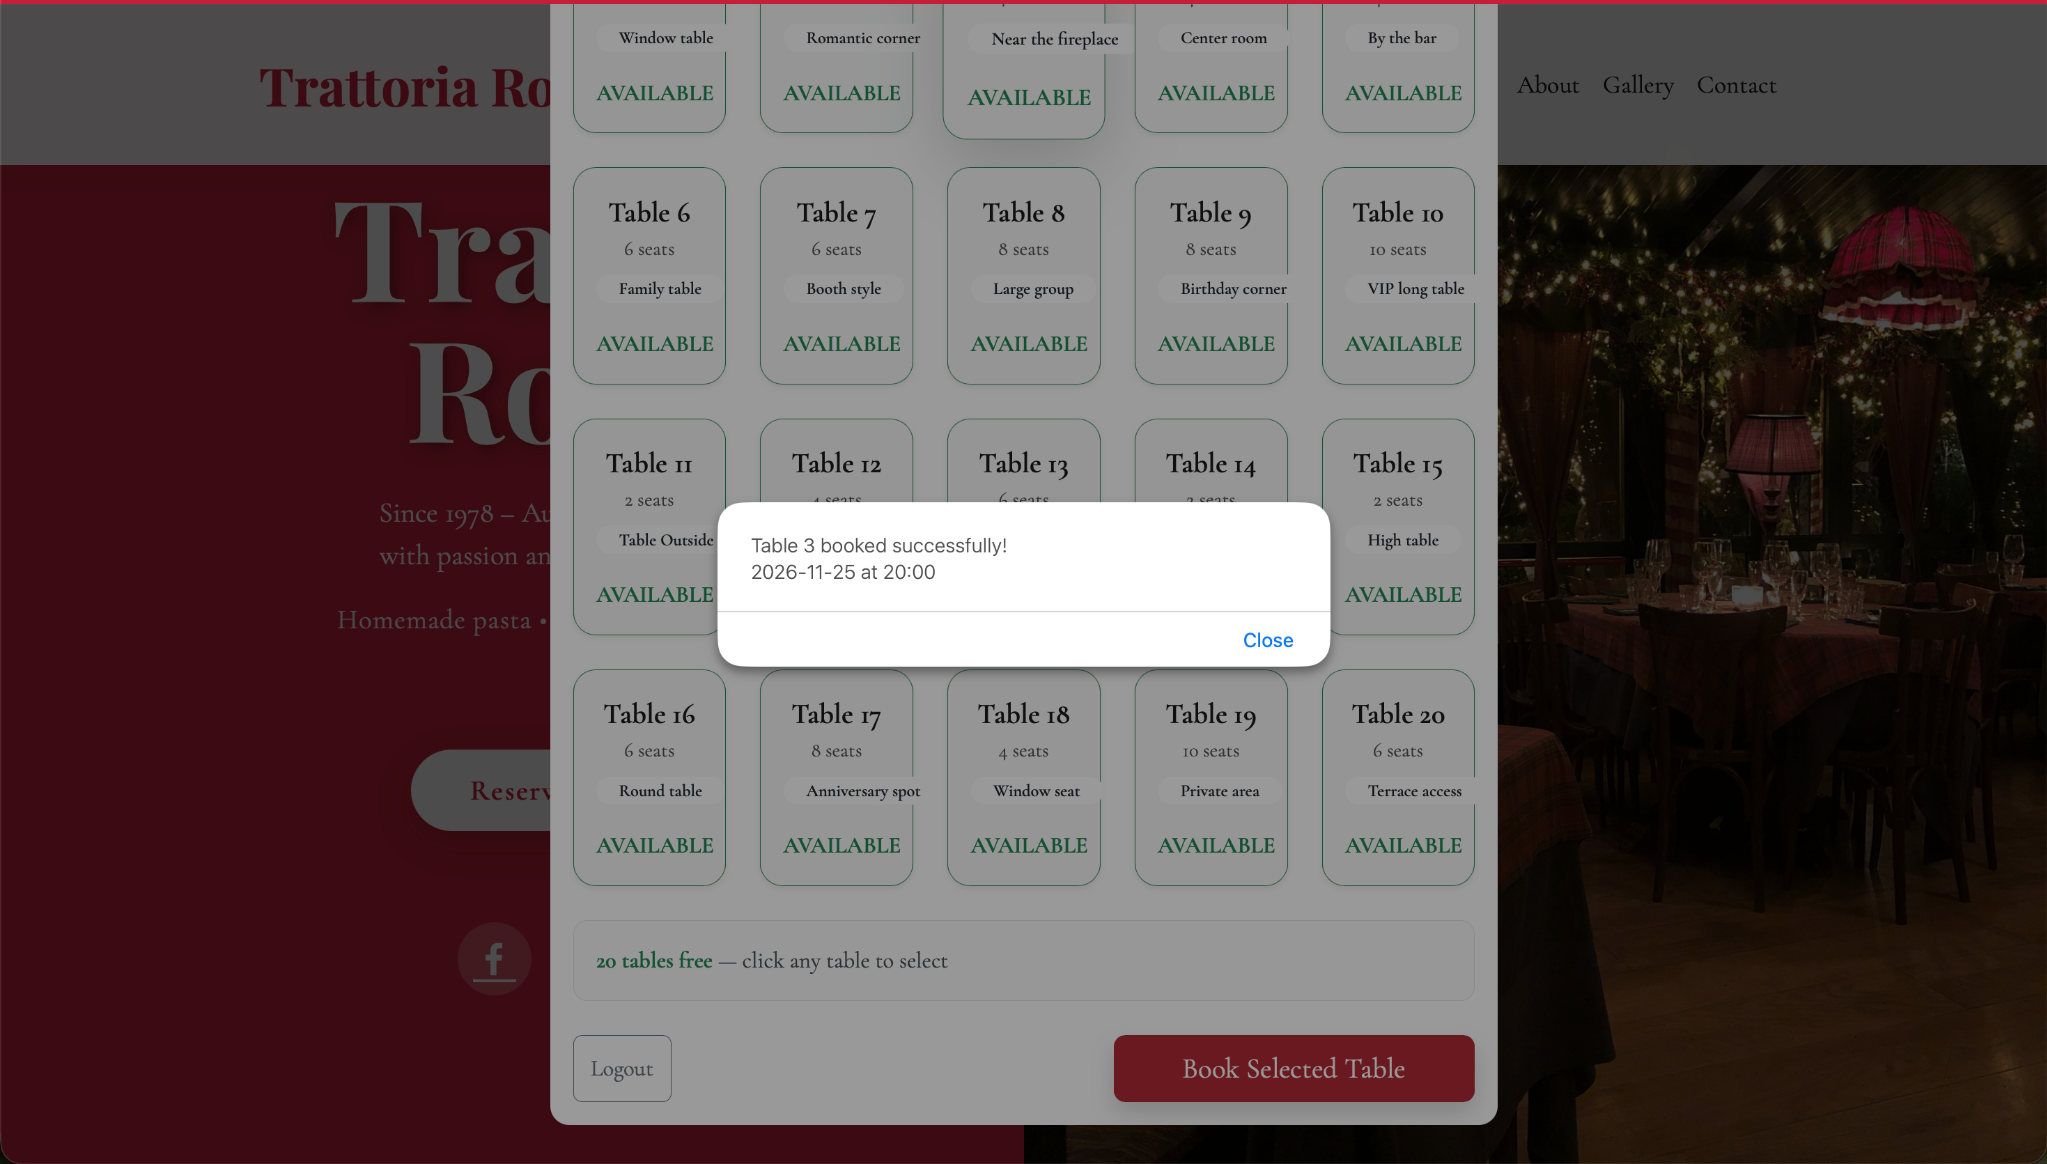 Trattoria Ro
About Gallery Contact
Window table
Romantic corner
Near the fireplace
Center room
By the bar
AVAILABLE
AVAILABLE
AVAILABLE
AVAILABLE
AVAILABLE
Tra
Ro
Since 1978 – Au
with passion an
Homemade pasta •
Reserv
Table 6
6 seats
Family table
AVAILABLE
Table 7
6 seats
Booth style
AVAILABLE
Table 8
8 seats
Large group
AVAILABLE
Table 9
8 seats
Birthday corner
AVAILABLE
Table 10
10 seats
VIP long table
AVAILABLE
Table 11
2 seats
Table Outside
AVAILABLE
Table 12
4 seats
Table 13
6 seats
Table 14
2 seats
Table 15
2 seats
High table
AVAILABLE
Table 3 booked successfully!
2026-11-25 at 20:00
Close
Table 16
6 seats
Round table
AVAILABLE
Table 17
8 seats
Anniversary spot
AVAILABLE
Table 18
4 seats
Window seat
AVAILABLE
Table 19
10 seats
Private area
AVAILABLE
Table 20
6 seats
Terrace access
AVAILABLE
20 tables free — click any table to select
Logout
Book Selected Table